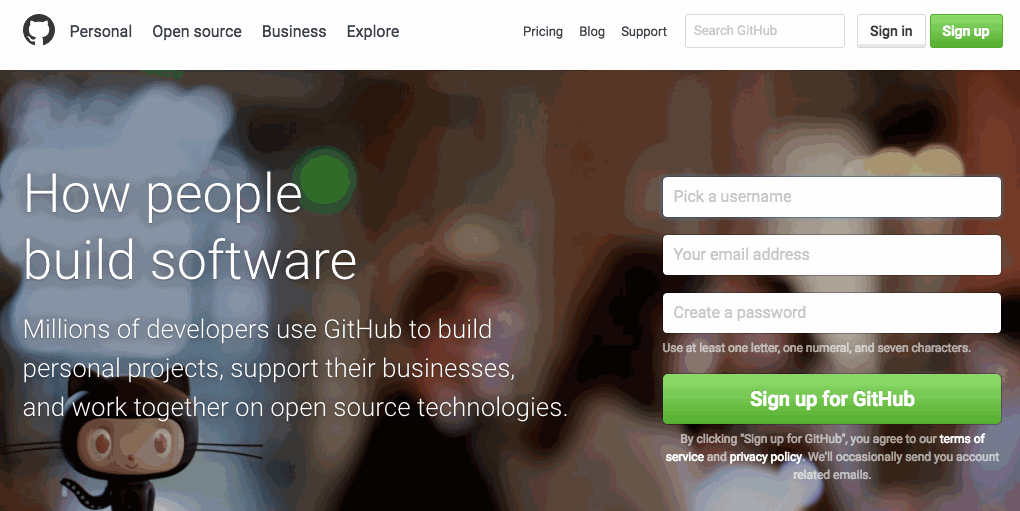 Personal Open source Business Explore Pricing Blog Support Search GitHub Sign in Sign up
How people
build software
Millions of developers use GitHub to build
personal projects, support their businesses,
and work together on open source technologies.
Pick a username
Your email address
Create a password
Use at least one letter, one numeral, and seven characters.
Sign up for GitHub
By clicking "Sign up for GitHub", you agree to our terms of
service and privacy policy. We'll occasionally send you account
related emails.